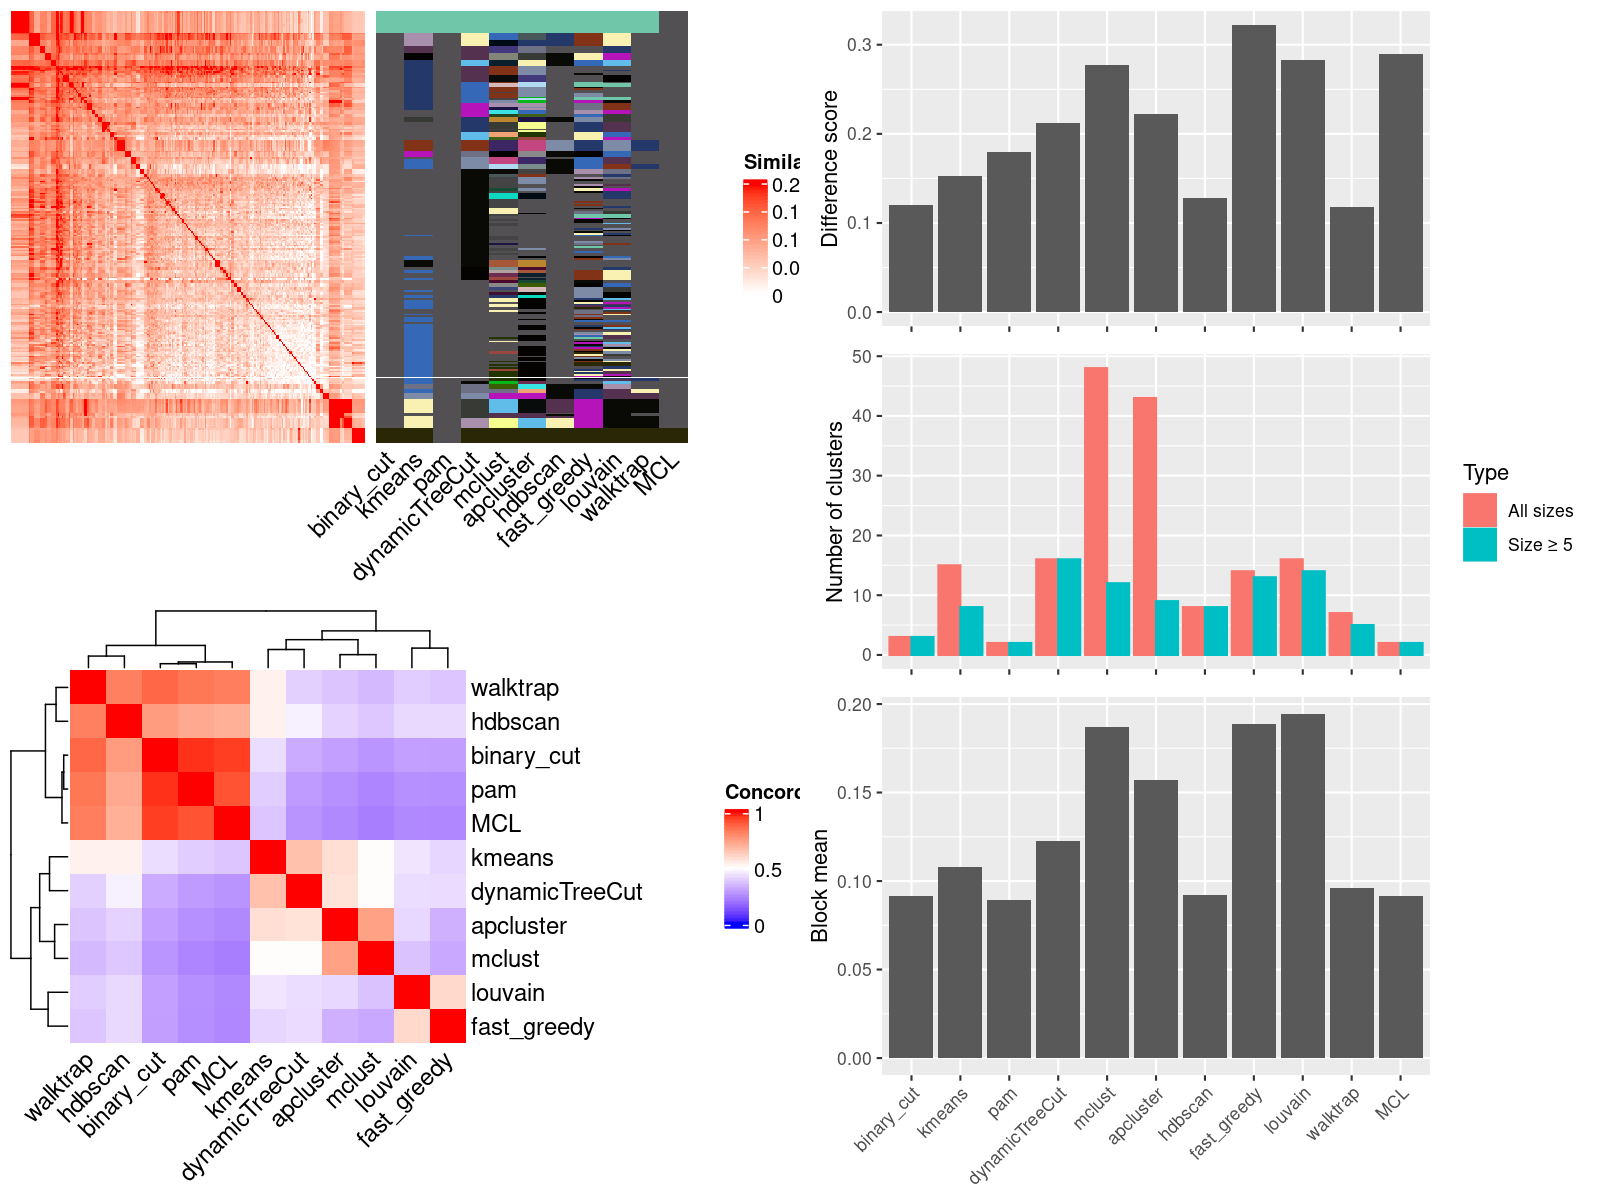 Simila
0.2
0.1
0.1
0.0
0
binary_cut
kmeans
pam
dynamicTreeCut
mclust
apcluster
hdbscan
fast_greedy
louvain
walktrap
MCL
walktrap
hdbscan
binary_cut
pam
MCL
kmeans
dynamicTreeCut
apcluster
mclust
louvain
fast_greedy
walktrap
hdbscan
binary_cut
pam
MCL
kmeans
dynamicTreeCut
apcluster
mclust
louvain
fast_greedy
Concord
1
0.5
0
Difference score
0.3
0.2
0.1
0.0
Number of clusters
50
40
30
20
10
0
Type
All sizes
Size ≥ 5
Block mean
0.20
0.15
0.10
0.05
0.00
binary_cut
kmeans
pam
dynamicTreeCut
mclust
apcluster
hdbscan
fast_greedy
louvain
walktrap
MCL